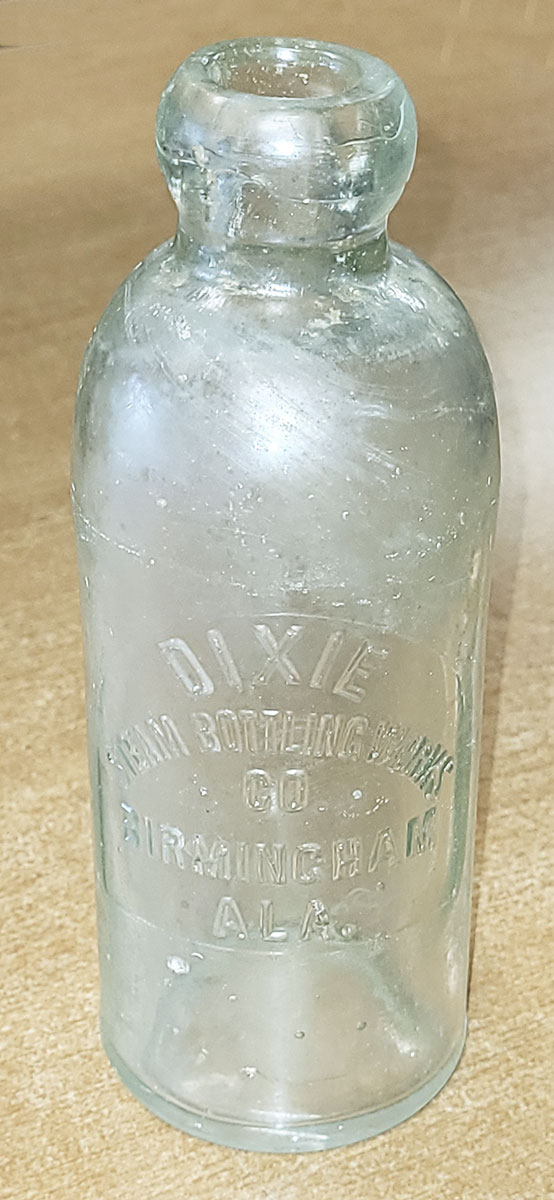 DIXIE
STEAM BOTTLING WORKS
CO
BIRMINGHAM
ALA.